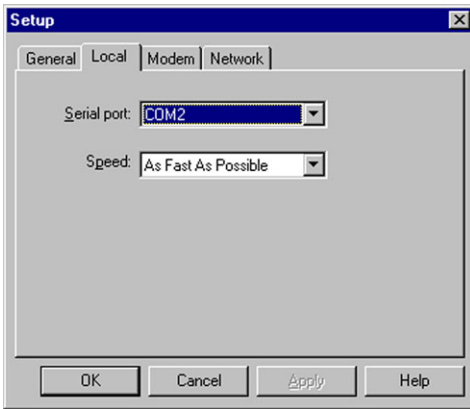 Setup
General Local Modem Network
Serial port: COM2
Speed: As Fast As Possible
OK Cancel Apply Help